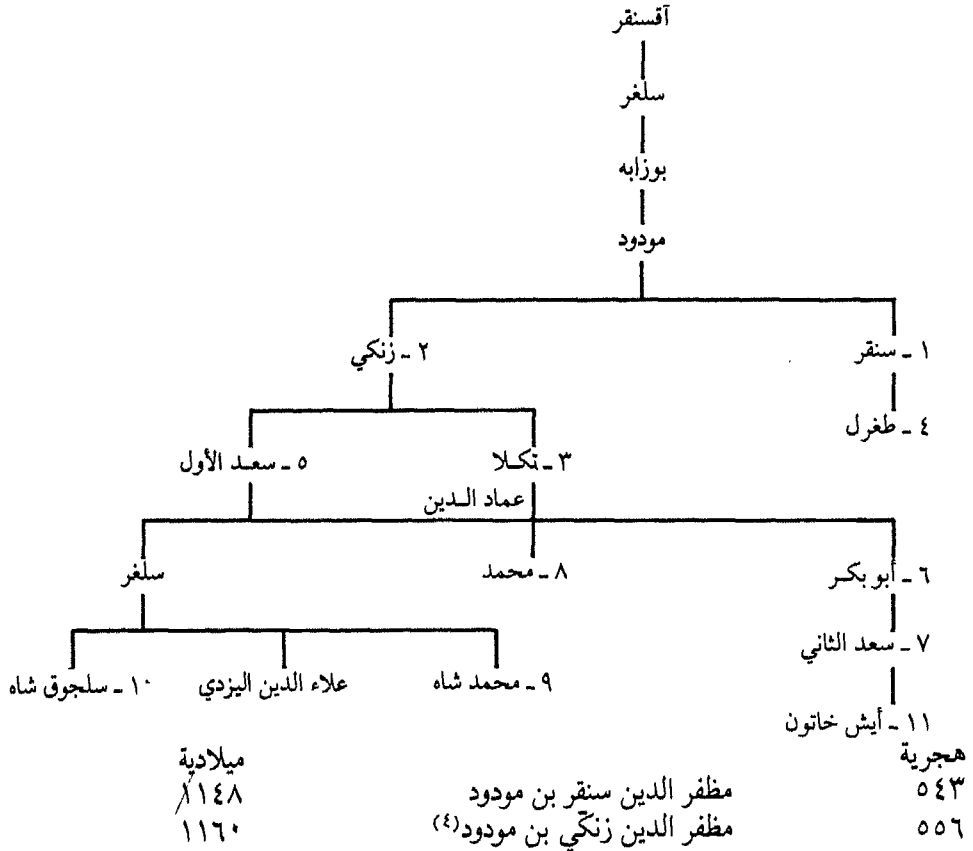 آقسنقر
سلغر
بوزابه
مودود
١ - سنقر ٢ - زنكي
٤ - طغرل
٣ - تكلا ٥ - سعد الأول
عماد الدين
٦ - أبو بكر ٨ - محمد سلغر
٧ - سعد الثاني
٩ - محمد شاه علاء الدين اليزدي ١٠ - سلجوق شاه
١١ - أيش خاتون
هجرية ميلادية
٥٤٣ مظفر الدين سنقر بن مودود ١١٤٨
٥٥٦ مظفر الدين زنكّي بن مودود(٤) ١١٦٠